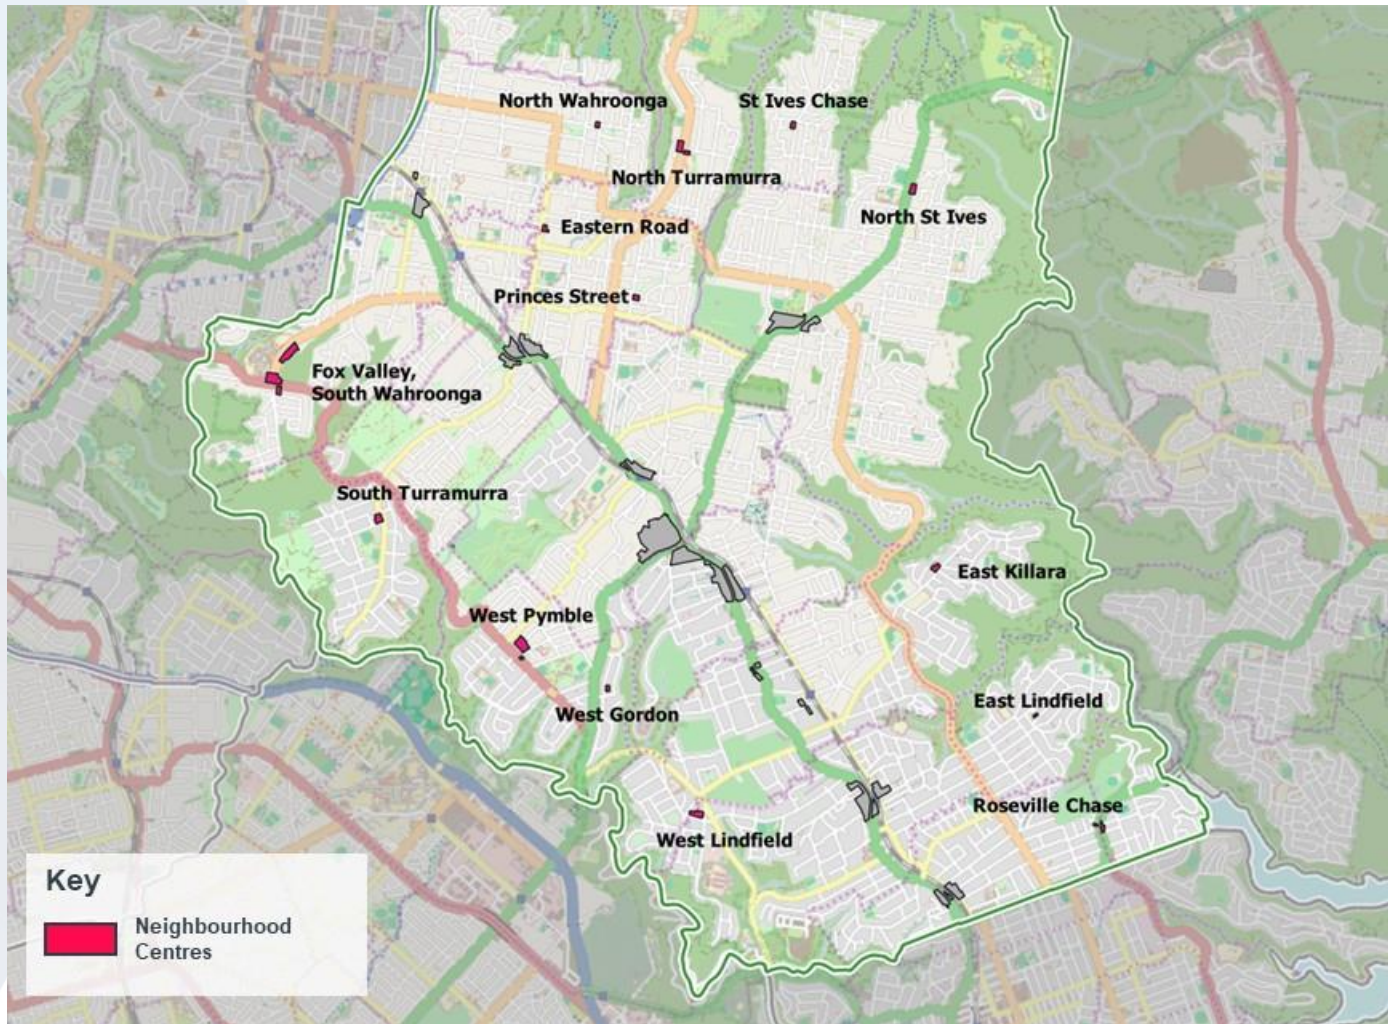 North Wahroonga
St Ives Chase
North Turramurra
North St Ives
Eastern Road
Princes Street
Fox Valley,
South Wahroonga
South Turramurra
East Killara
West Pymble
East Lindfield
West Gordon
Roseville Chase
West Lindfield
Key
Neighbourhood
Centres